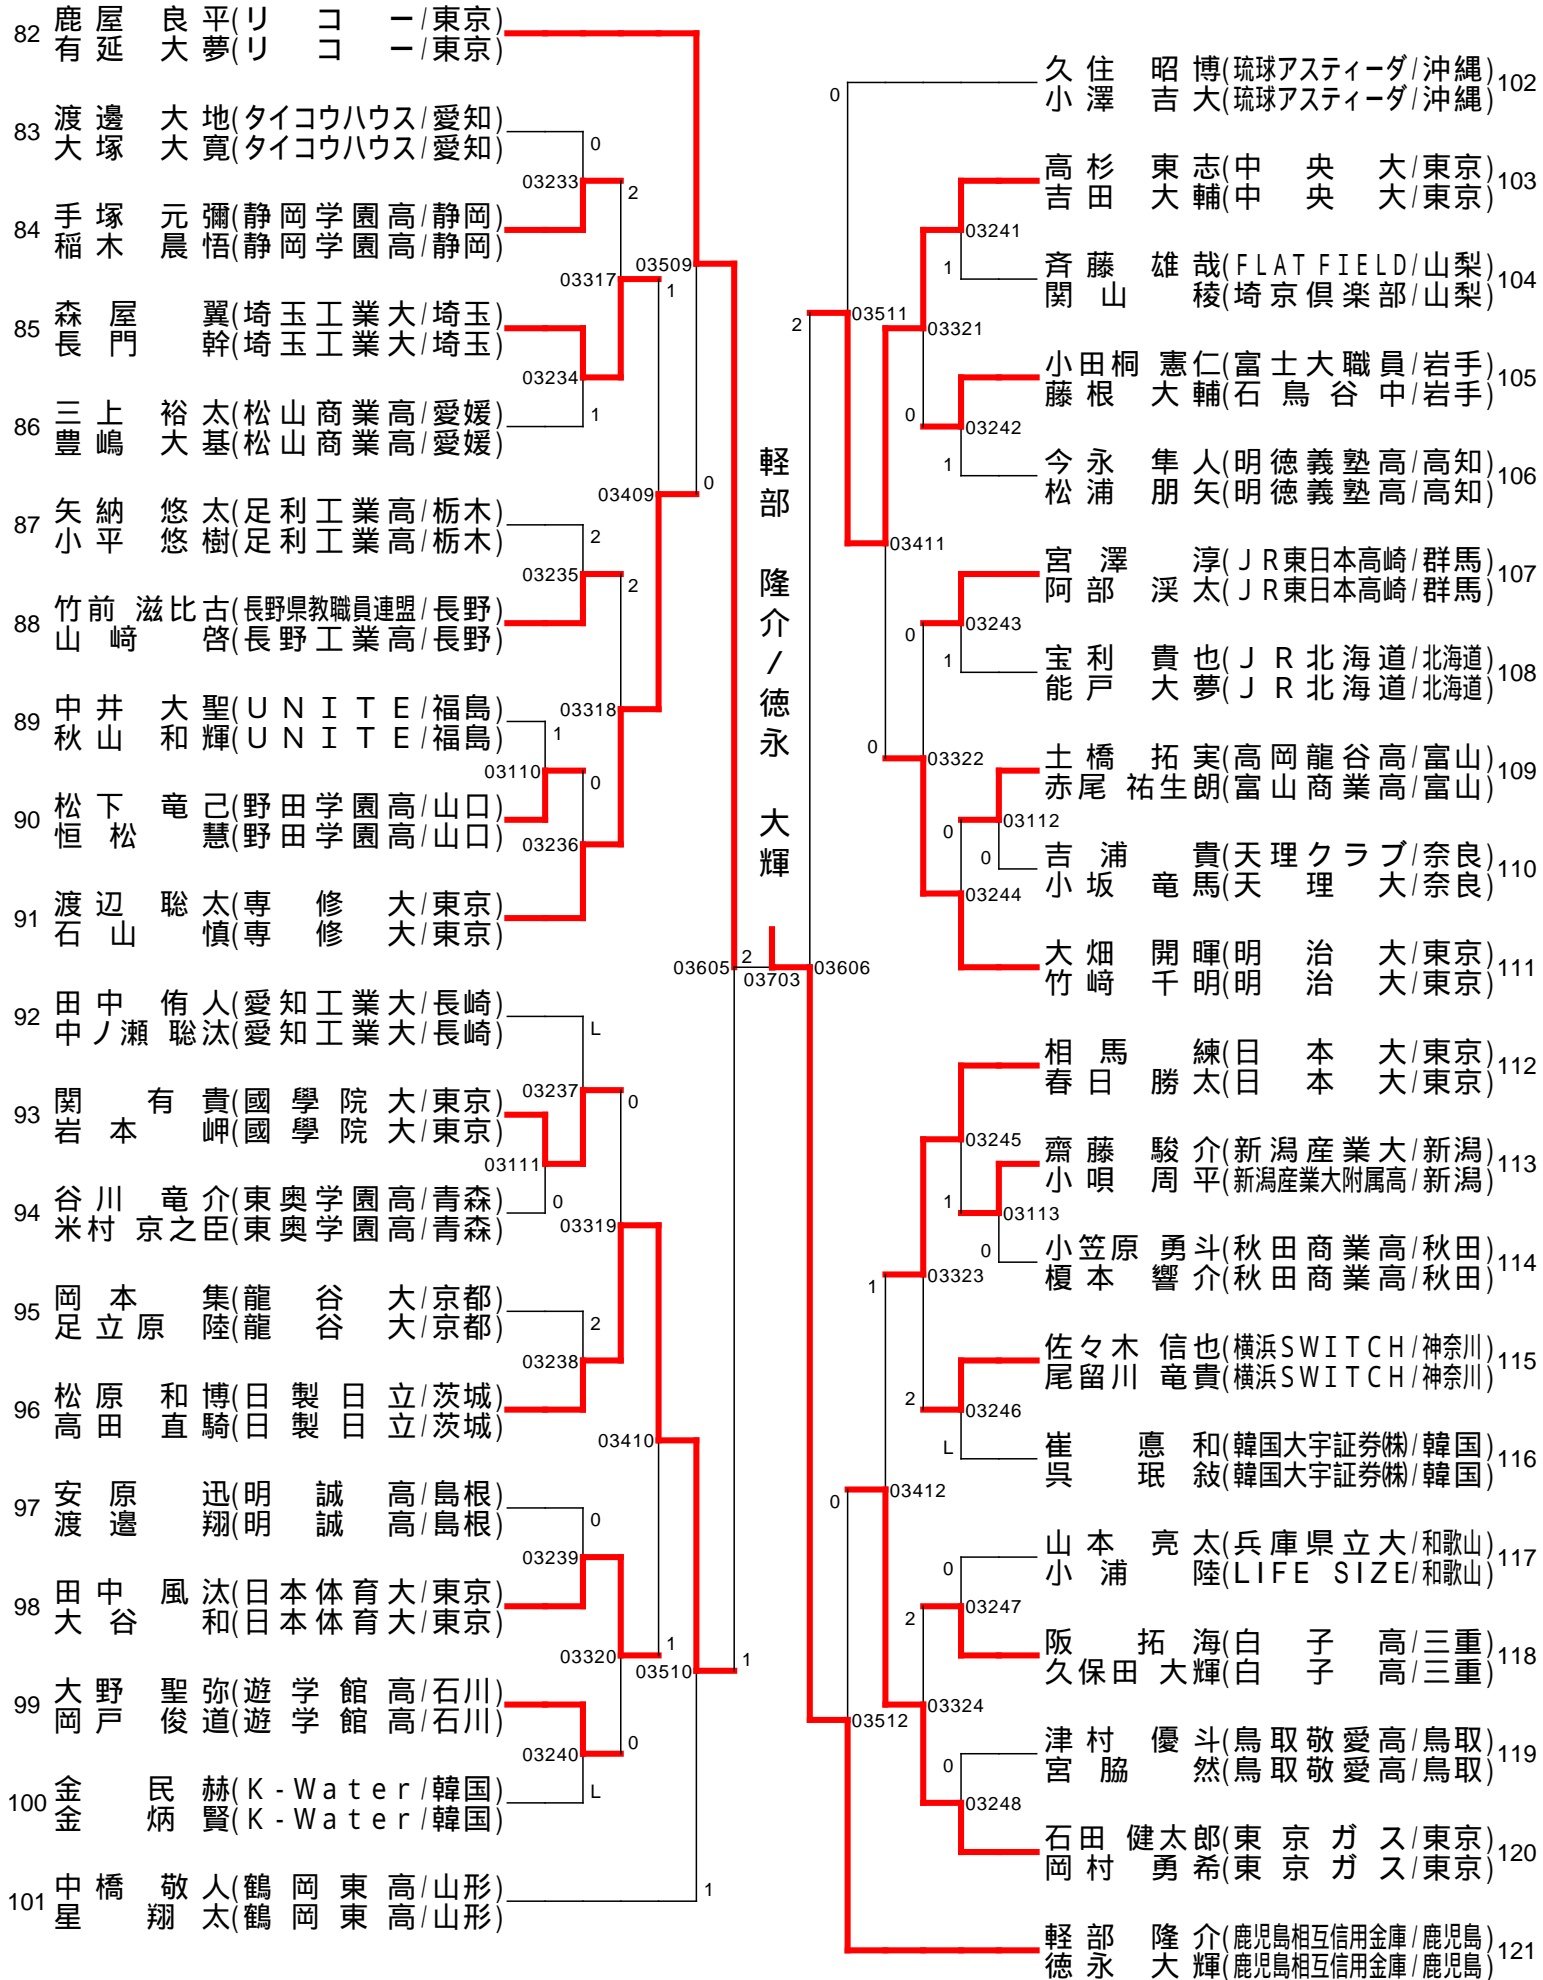 82 鹿屋 良平(リコー/東京)
有延 大夢(リコー/東京)
83 渡邊 大地(タイコウハウス/愛知)
大塚 大寛(タイコウハウス/愛知)
0
03233
2
84 手塚 元彌(静岡学園高/静岡)
稲木 晨悟(静岡学園高/静岡)
03509
03317
1
85 森屋 翼(埼玉工業大/埼玉)
長門 幹(埼玉工業大/埼玉)
03234
1
86 三上 裕太(松山商業高/愛媛)
豊嶋 大基(松山商業高/愛媛)
03409
0
87 矢納 悠太(足利工業高/栃木)
小平 悠樹(足利工業高/栃木)
2
03235
2
88 竹前 滋比古(長野県教職員連盟/長野)
山﨑 啓(長野工業高/長野)
89 中井 大聖(UNITE/福島)
秋山 和輝(UNITE/福島)
03318
1
03110
0
90 松下 竜己(野田学園高/山口)
恒松 慧(野田学園高/山口)
03236
91 渡辺 聡太(専修大/東京)
石山 慎(専修大/東京)
03605
2
03703
03606
92 田中 侑人(愛知工業大/長崎)
中ノ瀬 聡汰(愛知工業大/長崎)
L
03237
0
93 関 有貴(國學院大/東京)
岩本 岬(國學院大/東京)
03111
0
94 谷川 竜介(東奥学園高/青森)
米村 京之臣(東奥学園高/青森)
03319
95 岡本 集(龍谷大/京都)
足立原 陸(龍谷大/京都)
2
03238
96 松原 和博(日製日立/茨城)
高田 直騎(日製日立/茨城)
03410
97 安原 迅(明誠高/島根)
渡邊 翔(明誠高/島根)
0
03239
98 田中 風汰(日本体育大/東京)
大谷 和(日本体育大/東京)
03320
1
03510
1
99 大野 聖弥(遊学館高/石川)
岡戸 俊道(遊学館高/石川)
03240
0
L
100 金 民赫(K-Water/韓国)
金 炳賢(K-Water/韓国)
101 中橋 敬人(鶴岡東高/山形)
星 翔太(鶴岡東高/山形)
1
軽部 隆介/徳永 大輝
久住 昭博(琉球アスティーダ/沖縄) 102
小澤 吉大(琉球アスティーダ/沖縄)
0
高杉 東志(中央大/東京) 103
吉田 大輔(中央大/東京)
03241
1
斉藤 雄哉(FLAT FIELD/山梨) 104
関山 稜(埼京倶楽部/山梨)
2
03511
03321
小田桐 憲仁(富士大職員/岩手) 105
藤根 大輔(石鳥谷中/岩手)
0
03242
1
今永 隼人(明徳義塾高/高知) 106
松浦 朋矢(明徳義塾高/高知)
03411
宮澤 淳(JR東日本高崎/群馬) 107
阿部 渓太(JR東日本高崎/群馬)
0
03243
1
宝利 貴也(JR北海道/北海道) 108
能戸 大夢(JR北海道/北海道)
0
03322
土橋 拓実(高岡龍谷高/富山) 109
赤尾 祐生朗(富山商業高/富山)
0
03112
0
吉浦 貴(天理クラブ/奈良) 110
小坂 竜馬(天理大/奈良)
03244
大畑 開暉(明治大/東京) 111
竹﨑 千明(明治大/東京)
相馬 練(日本大/東京) 112
春日 勝太(日本大/東京)
03245
齋藤 駿介(新潟産業大/新潟) 113
小唄 周平(新潟産業大附属高/新潟)
1
03113
0
小笠原 勇斗(秋田商業高/秋田) 114
榎本 響介(秋田商業高/秋田)
1
03323
佐々木 信也(横浜SWITCH/神奈川) 115
尾留川 竜貴(横浜SWITCH/神奈川)
2
03246
L
崔 悳和(韓国大宇証券㈱/韓国) 116
呉 珉敍(韓国大宇証券㈱/韓国)
0
03412
山本 亮太(兵庫県立大/和歌山) 117
小浦 陸(LIFE SIZE/和歌山)
0
03247
2
阪 拓海(白子高/三重) 118
久保田 大輝(白子高/三重)
03324
03512
津村 優斗(鳥取敬愛高/鳥取) 119
宮脇 然(鳥取敬愛高/鳥取)
0
03248
石田 健太郎(東京ガス/東京) 120
岡村 勇希(東京ガス/東京)
軽部 隆介(鹿児島相互信用金庫/鹿児島) 121
徳永 大輝(鹿児島相互信用金庫/鹿児島)